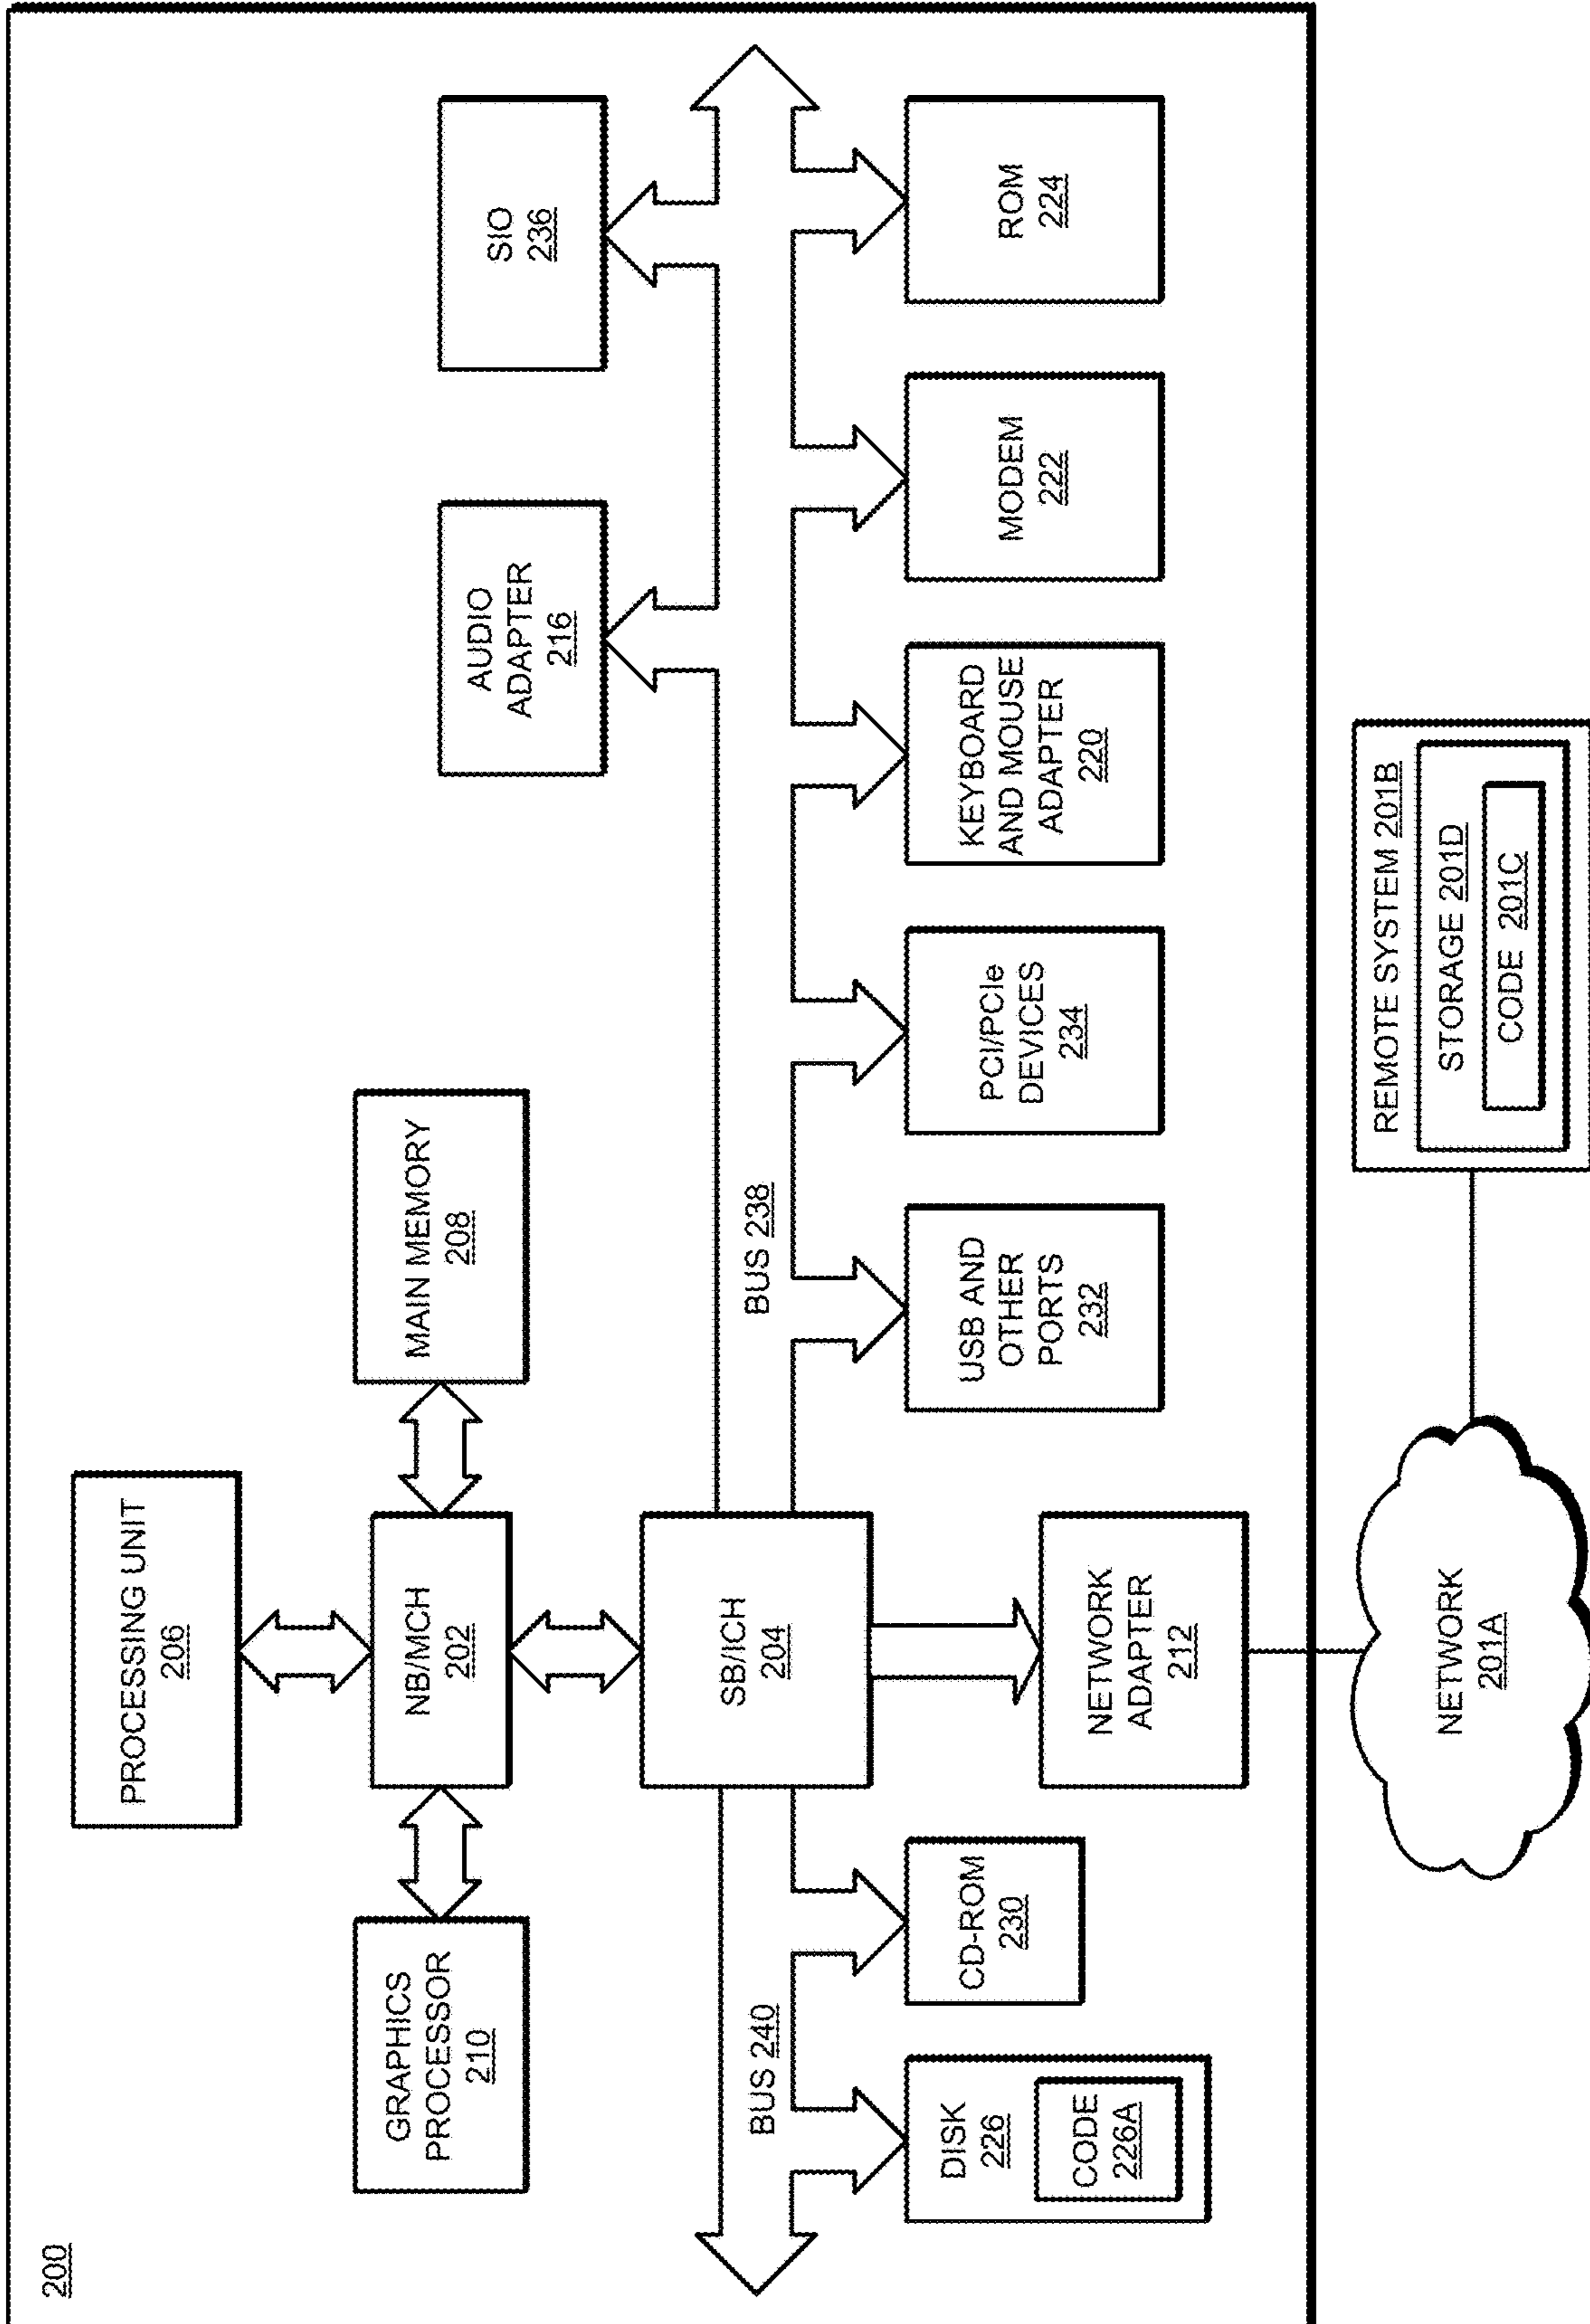 200
PROCESSING UNIT
206
GRAPHICS
PROCESSOR
210
NB/MCH
202
MAIN MEMORY
208
AUDIO
ADAPTER
216
SIO
236
SB/ICH
204
BUS 240
BUS 238
DISK
226
CODE
226A
CD-ROM
230
NETWORK
ADAPTER
212
USB AND
OTHER
PORTS
232
PCI/PCIe
DEVICES
234
KEYBOARD
AND MOUSE
ADAPTER
220
MODEM
222
ROM
224
NETWORK
201A
REMOTE SYSTEM 201B
STORAGE 201D
CODE 201C